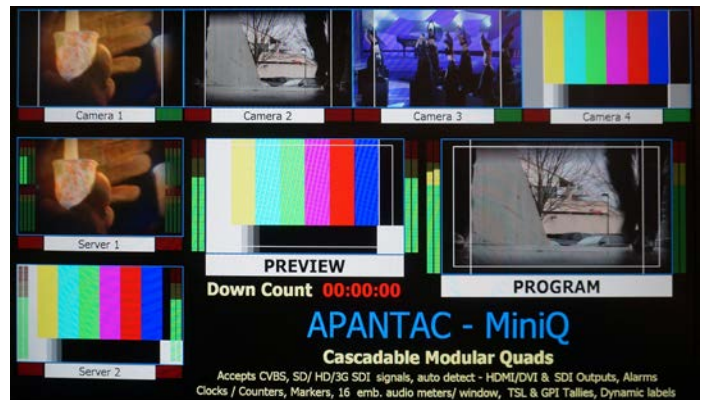 Camera 1
Camera 2
Camera 3
Camera 4
Server 1
PREVIEW
PROGRAM
Down Count 00:00:00
Server 2
APANTAC - MiniQ
Cascadable Modular Quads
Accepts CVBS, SD/ HD/3G SDI signals, auto detect - HDMI/DVI & SDI Outputs, Alarms
Clocks / Counters, Markers, 16 emb. audio meters/ window, TSL & GPI Tallies, Dynamic labels